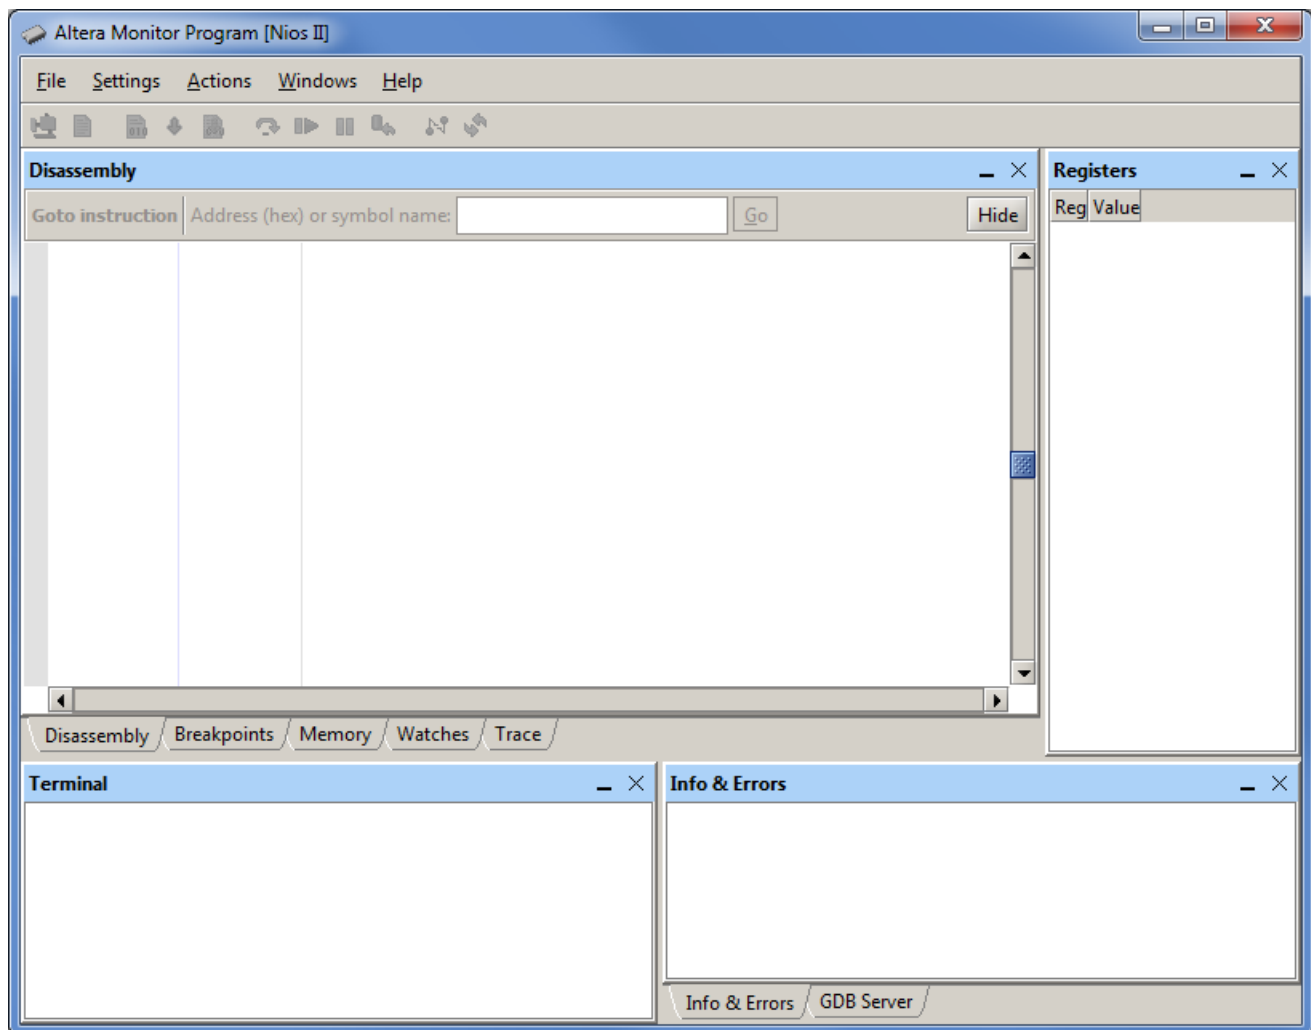 Altera Monitor Program [Nios II]
File Settings Actions Windows Help
Disassembly
Goto instruction Address (hex) or symbol name: Go Hide
Disassembly Breakpoints Memory Watches Trace
Registers
Reg Value
Terminal
Info & Errors
Info & Errors GDB Server